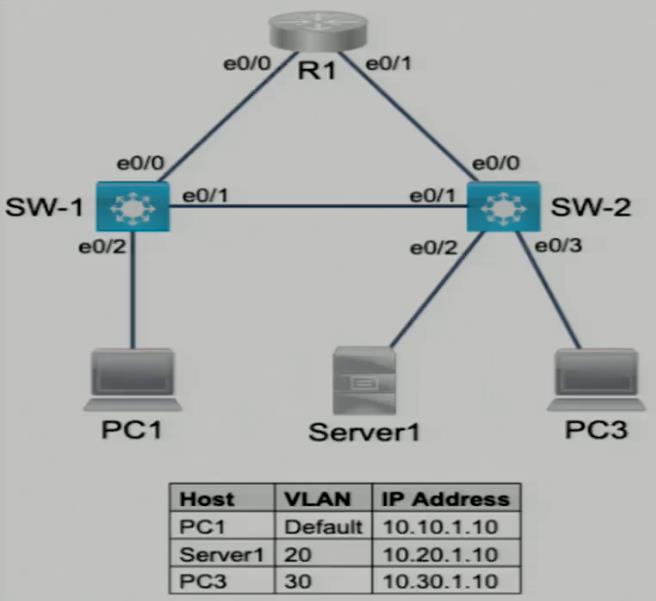 e0/0
e0/1
R1
e0/0
e0/0
SW-1
e0/1
e0/1
SW-2
e0/2
e0/2
e0/3
PC1
Server1
PC3
Host VLAN IP Address
PC1 Default 10.10.1.10
Server1 20 10.20.1.10
PC3 30 10.30.1.10